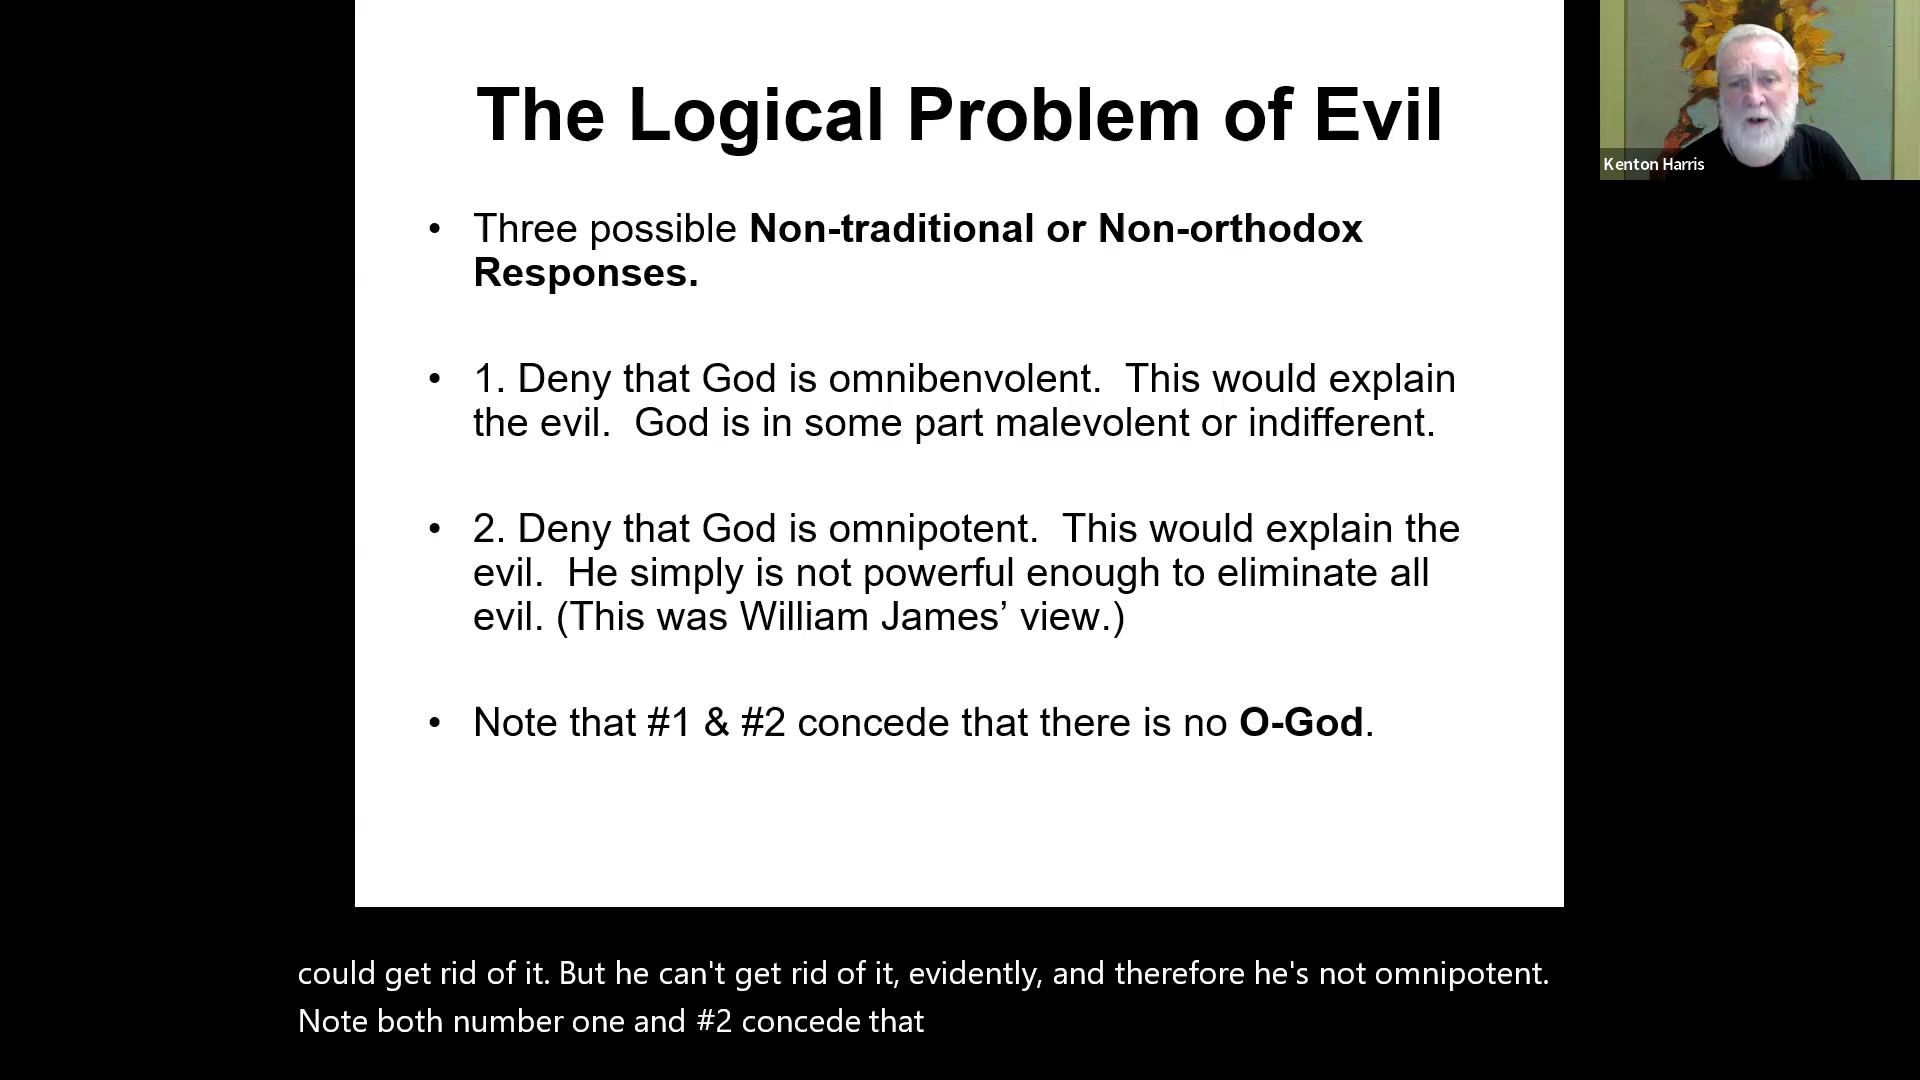 The Logical Problem of Evil
Kenton Harris
• Three possible Non-traditional or Non-orthodox
Responses.
• 1. Deny that God is omnibenvolent.  This would explain
the evil.  God is in some part malevolent or indifferent.
• 2. Deny that God is omnipotent.  This would explain the
evil.  He simply is not powerful enough to eliminate all
evil. (This was William James’ view.)
• Note that #1 & #2 concede that there is no O-God.
could get rid of it. But he can't get rid of it, evidently, and therefore he's not omnipotent.
Note both number one and #2 concede that